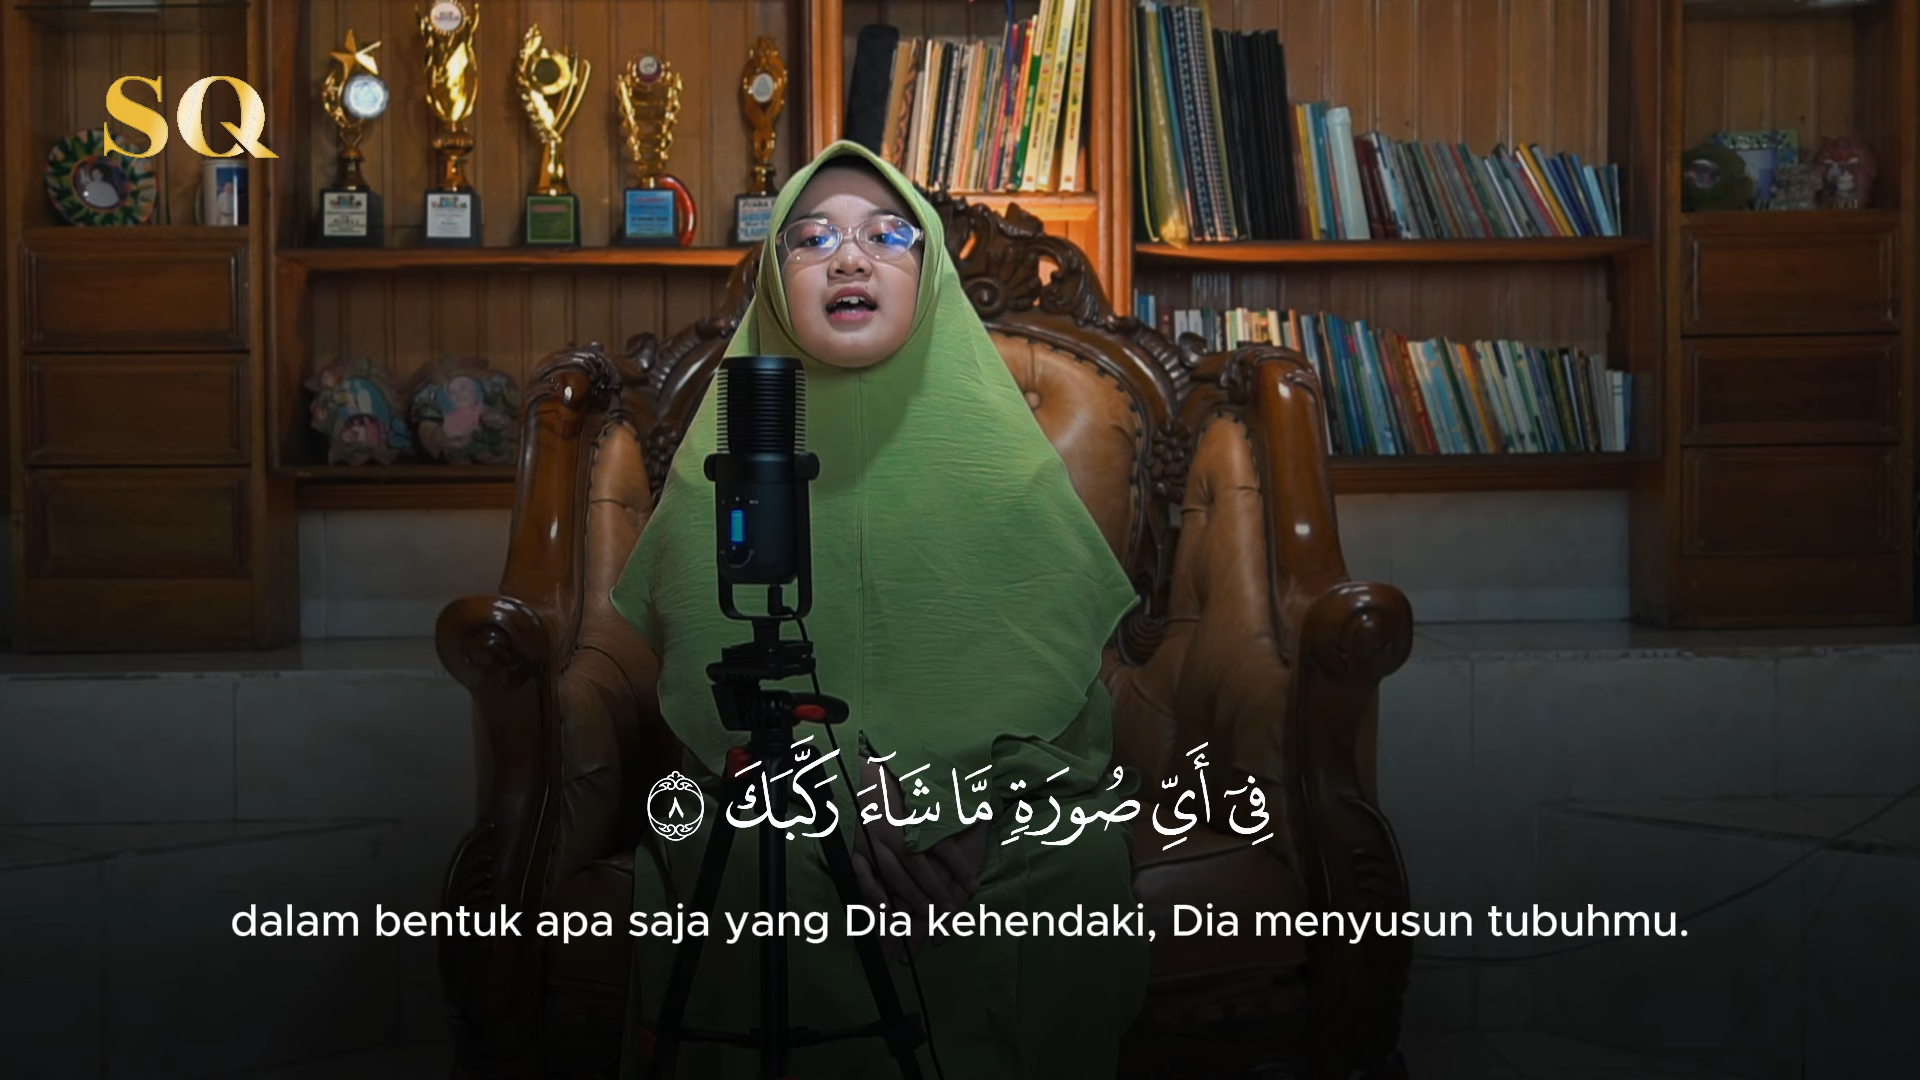 SQ
فِىٓ أَىِّ صُورَةٍ مَّا شَآءَ رَكَّبَكَ ٨
dalam bentuk apa saja yang Dia kehendaki, Dia menyusun tubuhmu.